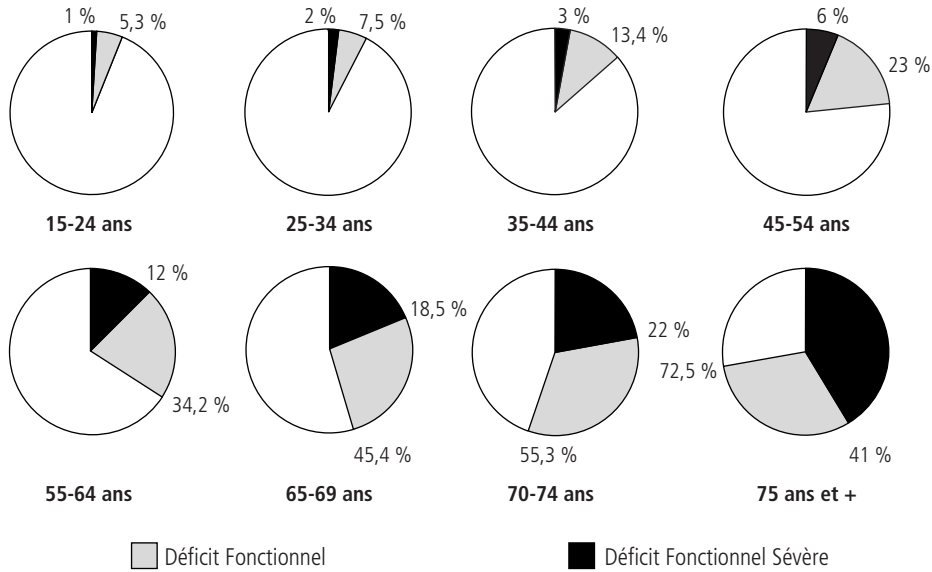 1 %
5,3 %
2 %
7,5 %
3 %
13,4 %
6 %
23 %
15-24 ans
25-34 ans
35-44 ans
45-54 ans
12 %
34,2 %
18,5 %
45,4 %
22 %
55,3 %
72,5 %
41 %
55-64 ans
65-69 ans
70-74 ans
75 ans et +
Déficit Fonctionnel
Déficit Fonctionnel Sévère